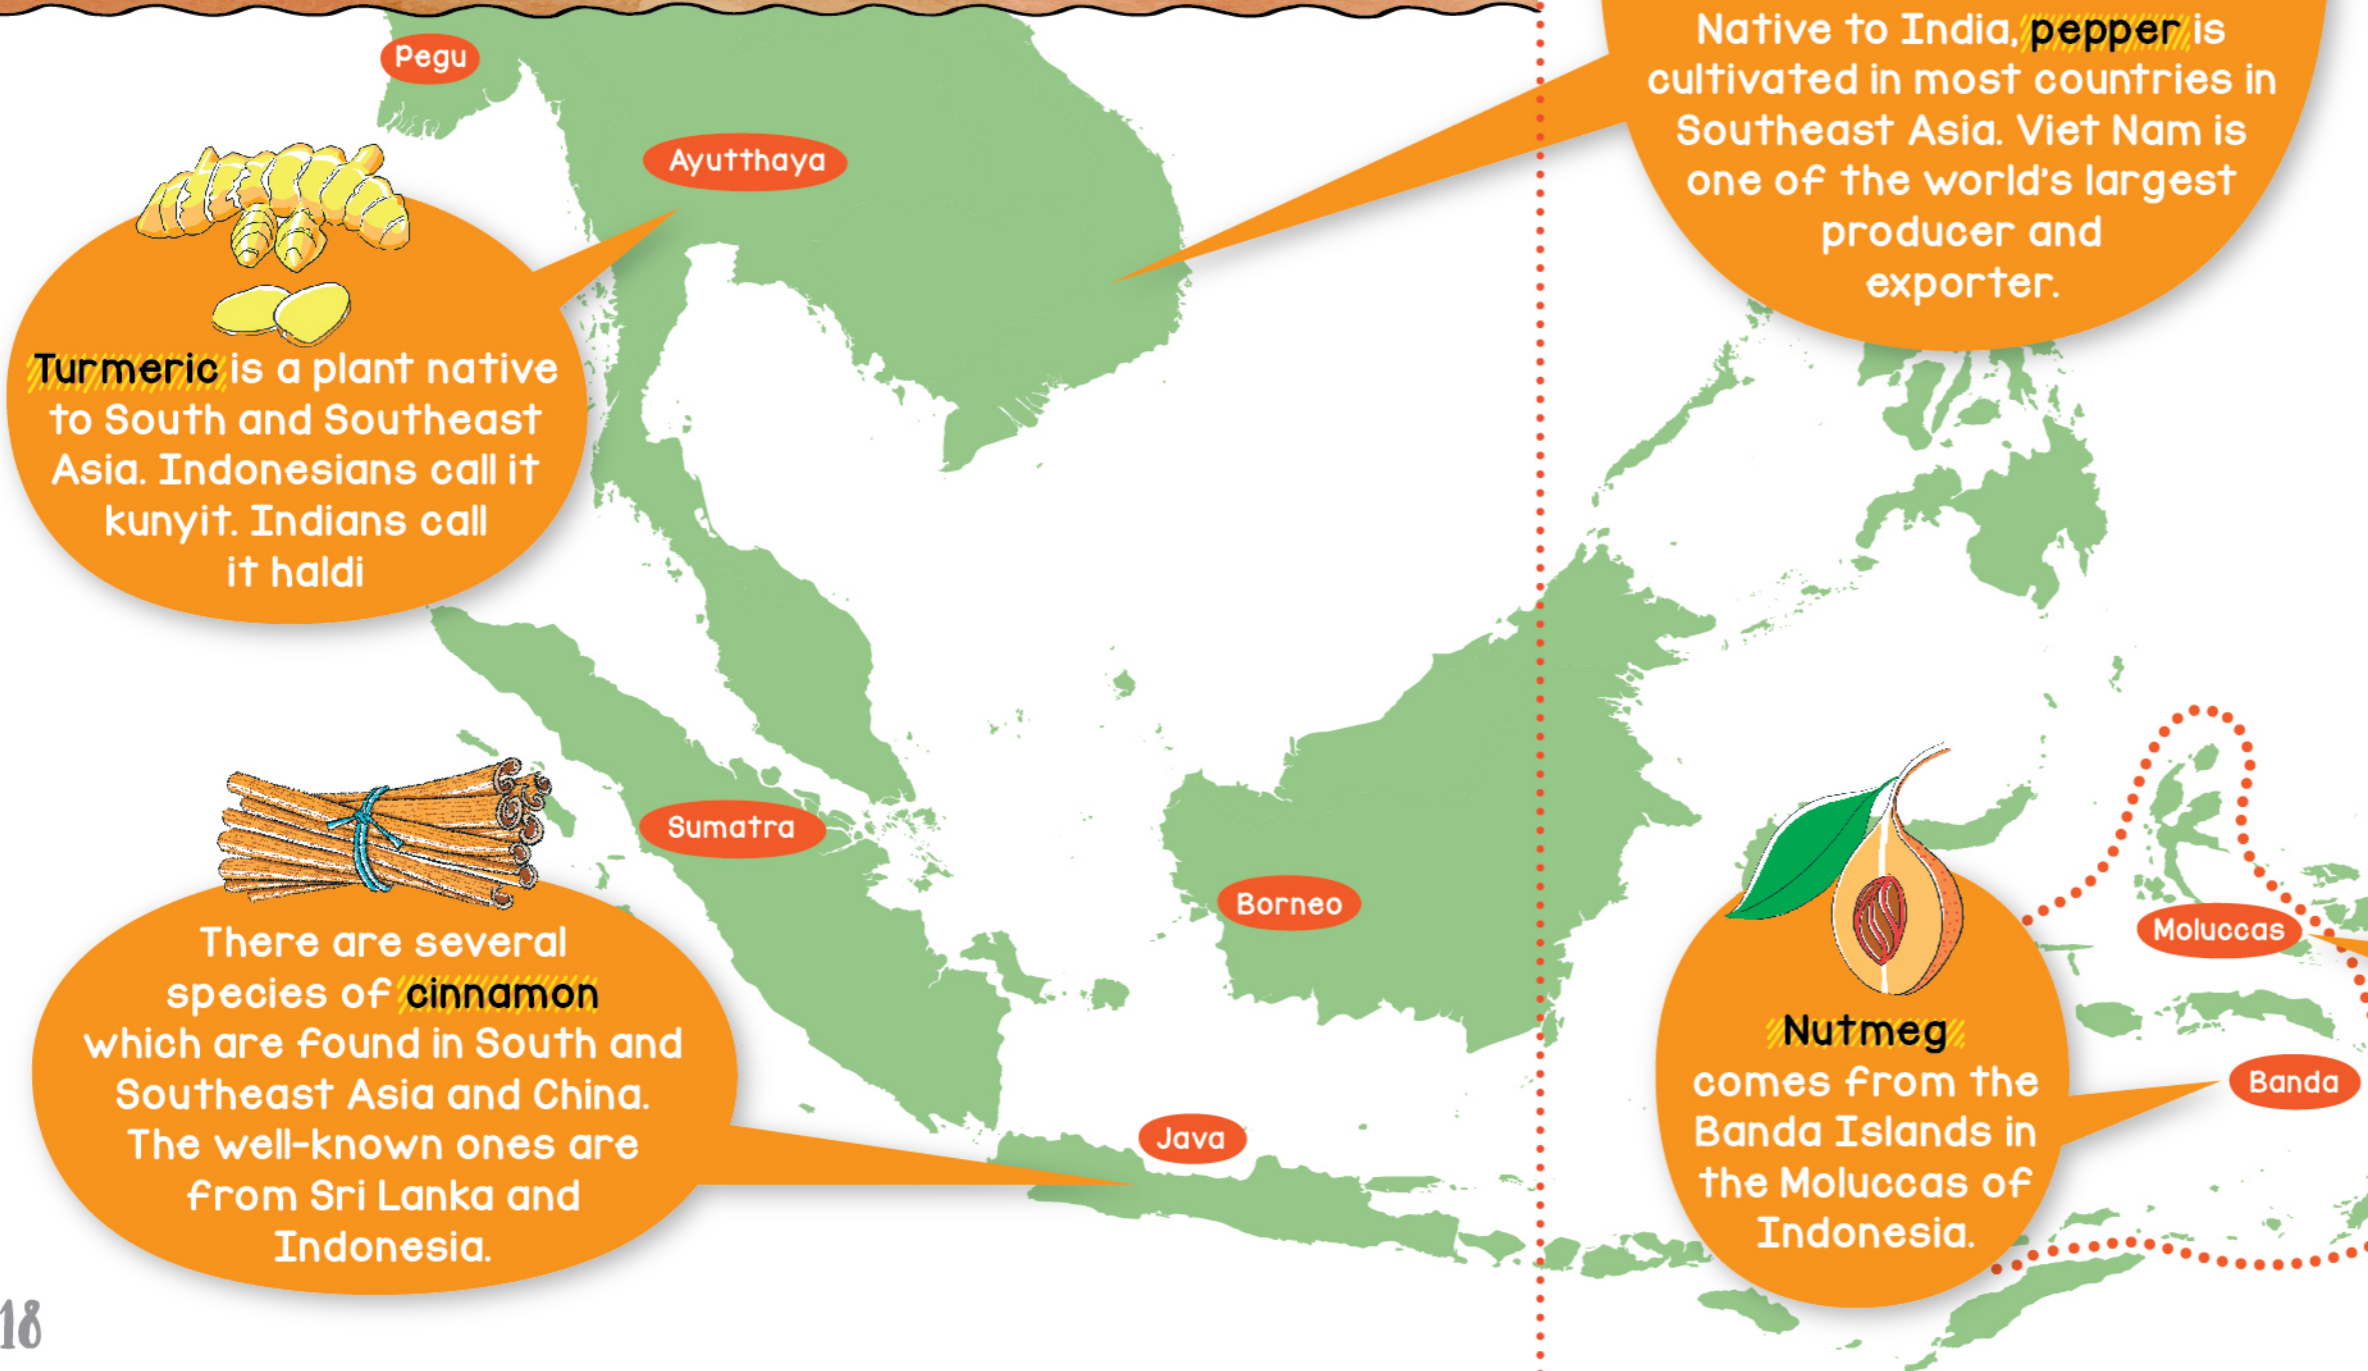 Pegu
Ayutthaya
Native to India, pepper is
cultivated in most countries in
Southeast Asia. Viet Nam is
one of the world's largest
producer and
exporter.
Turmeric is a plant native
to South and Southeast
Asia. Indonesians call it
kunyit. Indians call
it haldi
Sumatra
Borneo
Moluccas
There are several
species of cinnamon
which are found in South and
Southeast Asia and China.
The well-known ones are
from Sri Lanka and
Indonesia.
Java
Nutmeg
comes from the
Banda Islands in
the Moluccas of
Indonesia.
Banda
18